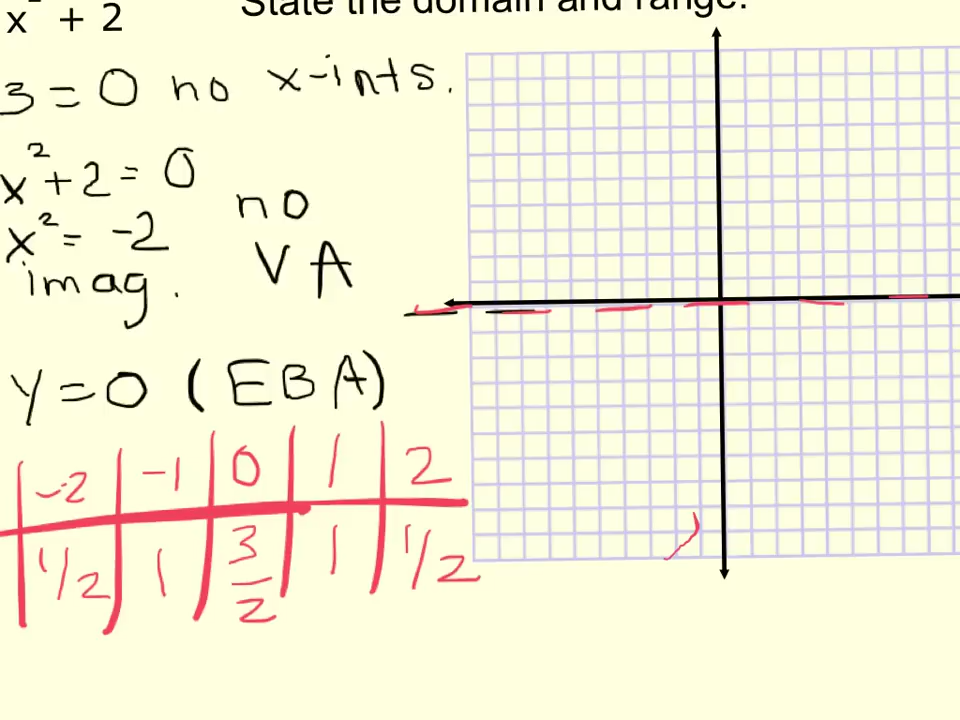 State the domain and range.
x² + 2
3 = 0 no x-ints.
x² + 2 = 0
x² = -2
no
VA
imag.
y = 0 (EBA)
-2 | -1 | 0 | 1 | 2
1/2 | 1 | 3/2 | 1 | 1/2